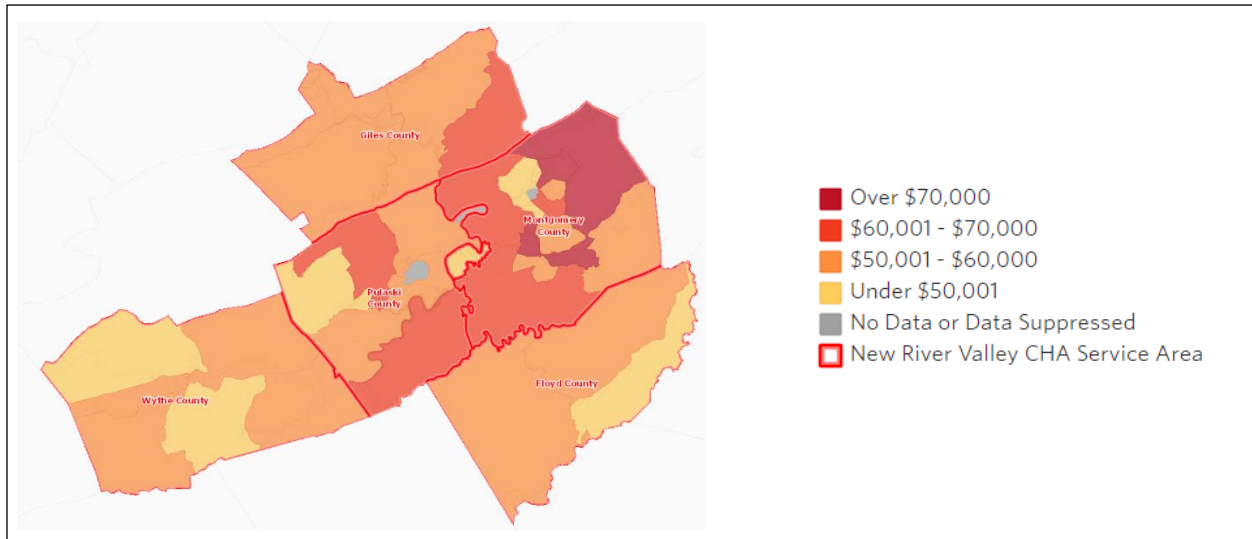 Giles County
Montgomery
County
Pulaski
County
Floyd County
Wythe County
Over $70,000
$60,001 - $70,000
$50,001 - $60,000
Under $50,001
No Data or Data Suppressed
New River Valley CHA Service Area